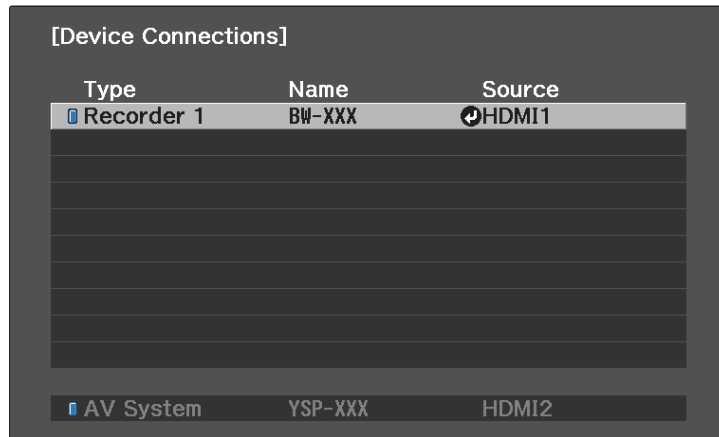 [Device Connections]
Type Name Source
Recorder 1 BW-XXX HDMI1
AV System YSP-XXX HDMI2